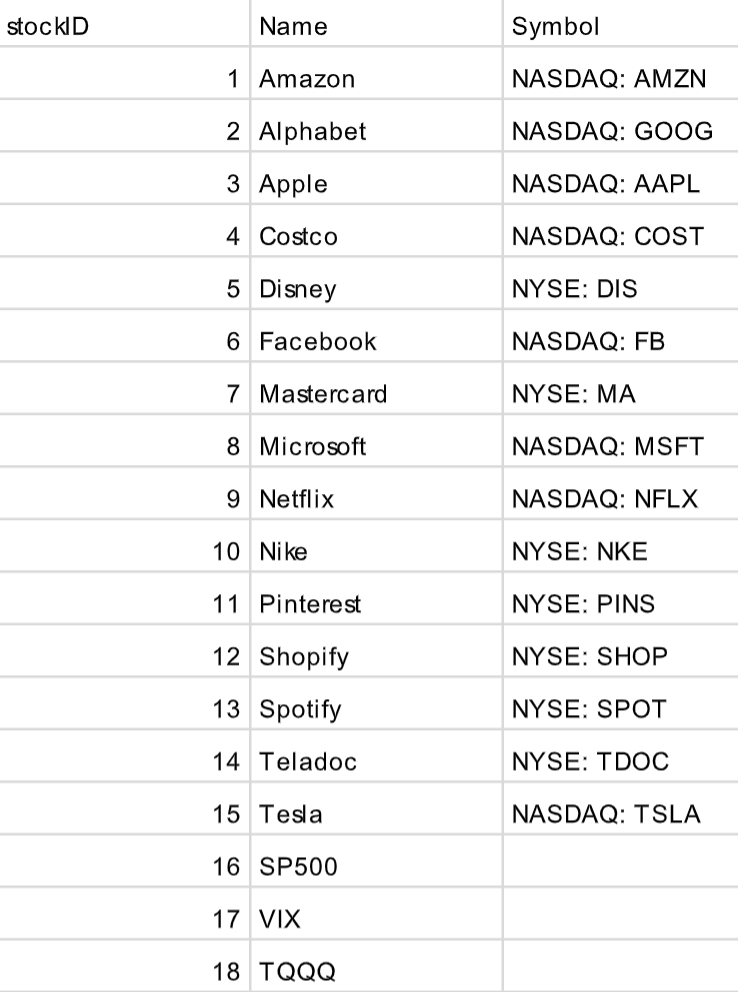 stockID Name Symbol
1 Amazon NASDAQ: AMZN
2 Alphabet NASDAQ: GOOG
3 Apple NASDAQ: AAPL
4 Costco NASDAQ: COST
5 Disney NYSE: DIS
6 Facebook NASDAQ: FB
7 Mastercard NYSE: MA
8 Microsoft NASDAQ: MSFT
9 Netflix NASDAQ: NFLX
10 Nike NYSE: NKE
11 Pinterest NYSE: PINS
12 Shopify NYSE: SHOP
13 Spotify NYSE: SPOT
14 Teladoc NYSE: TDOC
15 Tesla NASDAQ: TSLA
16 SP500
17 VIX
18 TQQQ